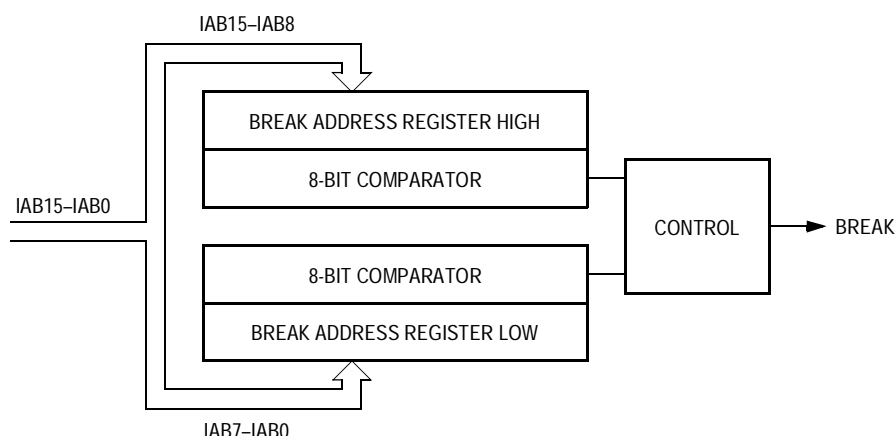 IAB15–IAB8
BREAK ADDRESS REGISTER HIGH
8-BIT COMPARATOR
IAB15–IAB0
CONTROL
BREAK
8-BIT COMPARATOR
BREAK ADDRESS REGISTER LOW
IAB7–IAB0